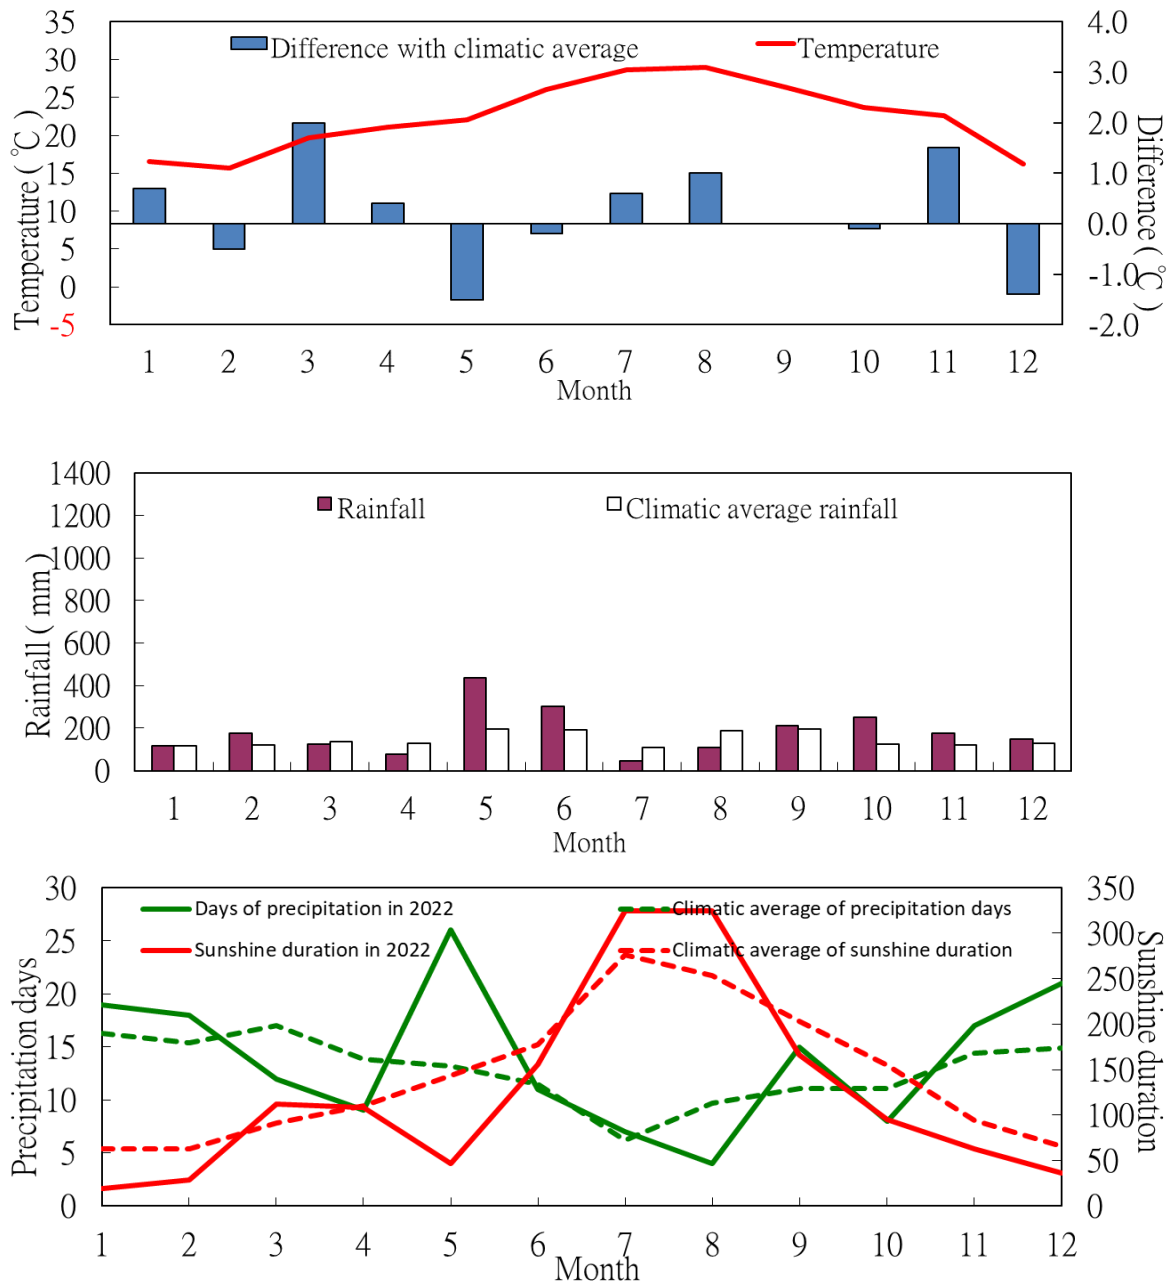 Difference with climatic average
Temperature
35
30
25
20
15
10
5
0
-5
Temperature ( ℃ )
4.0
3.0
2.0
1.0
0.0
-1.0
-2.0
Difference ( ℃ )
1 2 3 4 5 6 7 8 9 10 11 12
Month
Rainfall
Climatic average rainfall
1400
1200
1000
800
600
400
200
0
Rainfall ( mm )
1 2 3 4 5 6 7 8 9 10 11 12
Month
Days of precipitation in 2022
Climatic average of precipitation days
Sunshine duration in 2022
Climatic average of sunshine duration
30
25
20
15
10
5
0
Precipitation days
350
300
250
200
150
100
50
0
Sunshine duration
1 2 3 4 5 6 7 8 9 10 11 12
Month